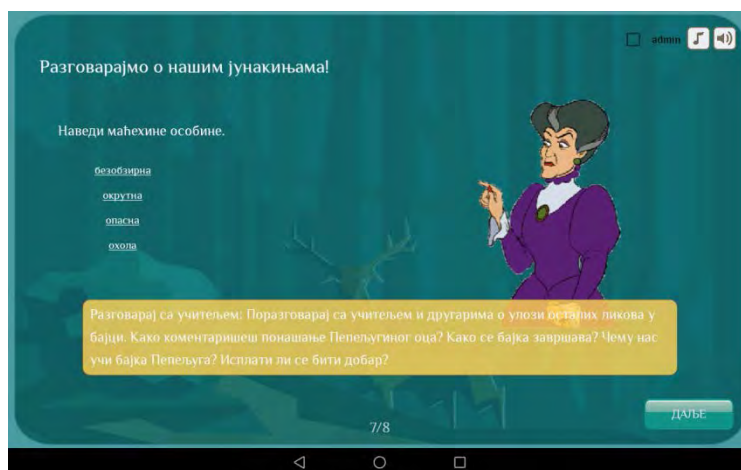 admin
Разговарајмо о нашим јунакињама!
Наведи маћехине особине.
безобзирна
окрутна
опасна
охола
Разговарај са учитељем: Поразговарај са учитељем и другарима о улози осталих ликова у
бајци. Како коментаришеш понашање Пепељугиног оца? Како се бајка завршава? Чему нас
учи бајка Пепељуга? Исплати ли се бити добар?
ДАЉЕ
7/8